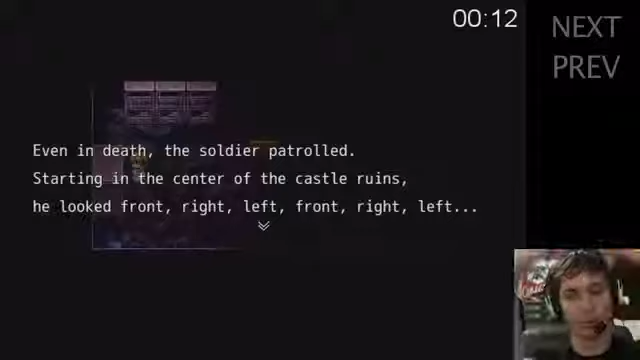 00:12
NEXT
PREV
Even in death, the soldier patrolled.
Starting in the center of the castle ruins,
he looked front, right, left, front, right, left...